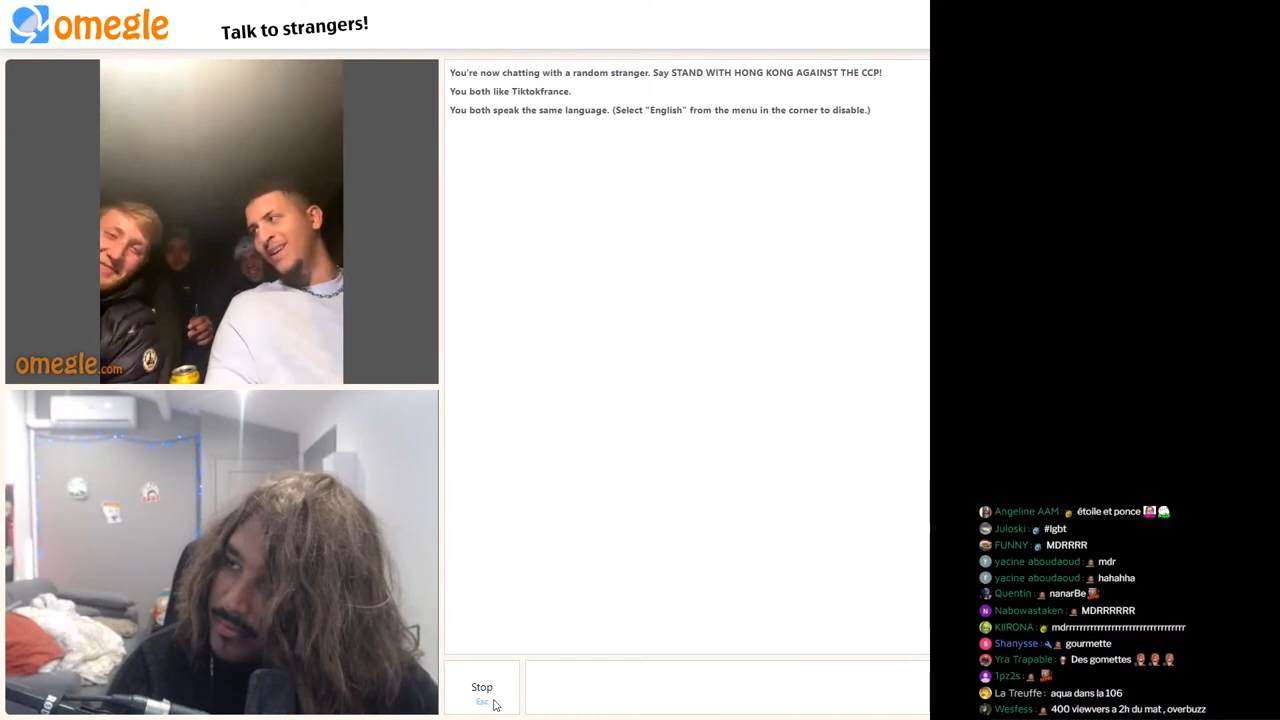 omegle
Talk to strangers!
You're now chatting with a random stranger. Say STAND WITH HONG KONG AGAINST THE CCP!
You both like Tiktokfrance.
You both speak the same language. (Select "English" from the menu in the corner to disable.)
omegle.com
Stop
Esc
Angeline AAM : étoile et ponce
Juloski : #lgbt
FUNNY : MDRRRR
yacine aboudaoud : mdr
yacine aboudaoud : hahahha
Quentin : nanarBe
Nabowastaken : MDRRRRRR
KIIRONA : mdrrrrrrrrrrrrrrrrrrrrrrrrrrrrrrrrr
Shanysse : gourmette
Yra Trapable : Des gomettes
1pz2s :
La Treuffe : aqua dans la 106
Wesfess : 400 viewvers a 2h du mat , overbuzz